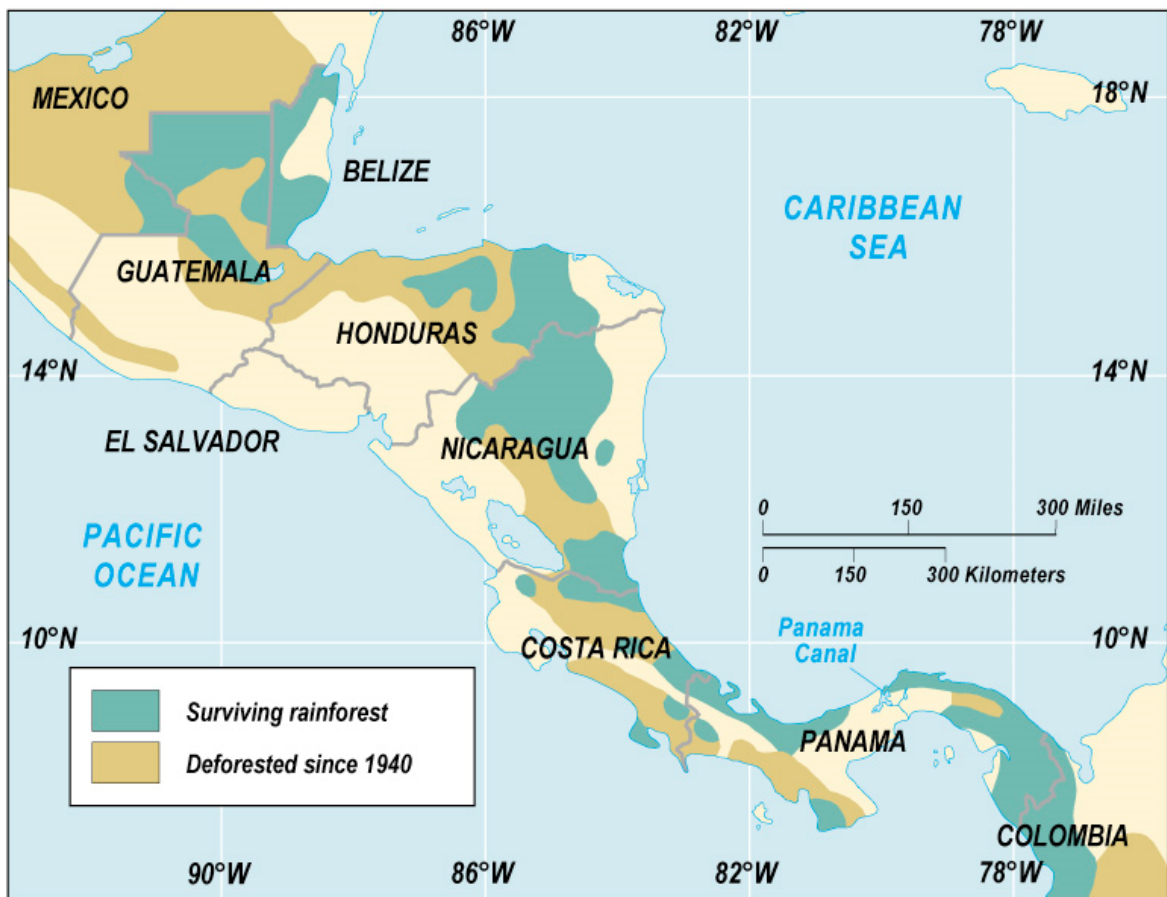 86°W
82°W
78°W
MEXICO
18°N
18°N
BELIZE
CARIBBEAN
SEA
GUATEMALA
HONDURAS
14°N
14°N
EL SALVADOR
NICARAGUA
0 150 300 Miles
PACIFIC
OCEAN
0 150 300 Kilometers
Panama
Canal
10°N
COSTA RICA
10°N
Surviving rainforest
PANAMA
Deforested since 1940
COLOMBIA
90°W
86°W
82°W
78°W